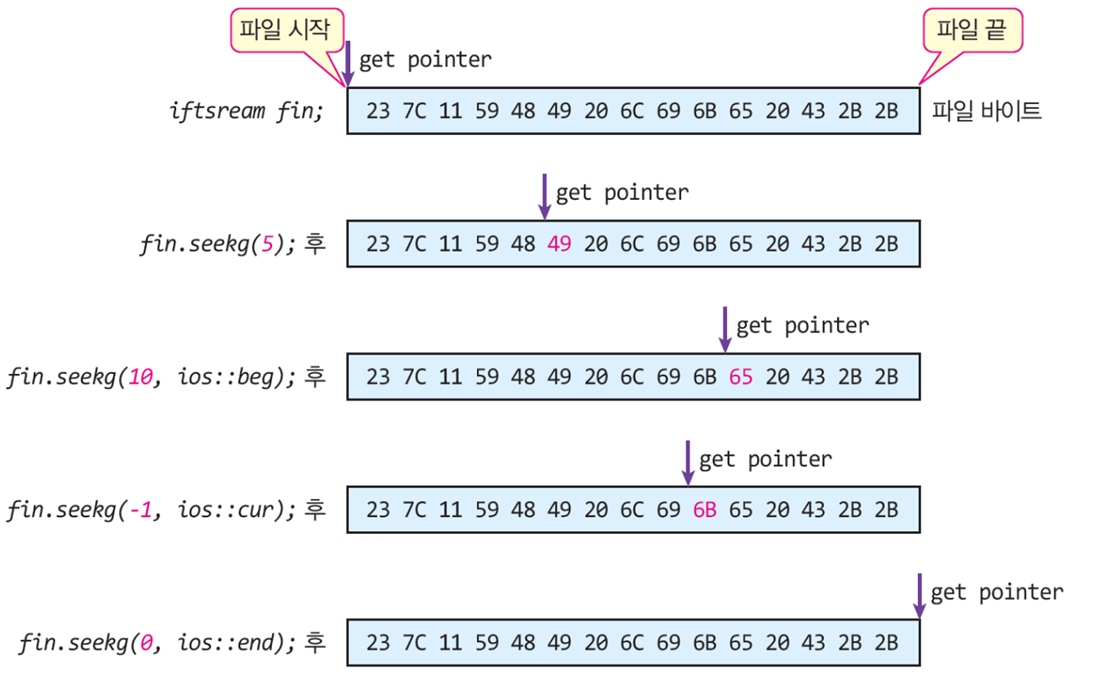 파일 시작
파일 끝
get pointer
iftsream fin;
23 7C 11 59 48 49 20 6C 69 6B 65 20 43 2B 2B
파일 바이트
get pointer
fin.seekg(5); 후
23 7C 11 59 48 49 20 6C 69 6B 65 20 43 2B 2B
get pointer
fin.seekg(10, ios::beg); 후
23 7C 11 59 48 49 20 6C 69 6B 65 20 43 2B 2B
get pointer
fin.seekg(-1, ios::cur); 후
23 7C 11 59 48 49 20 6C 69 6B 65 20 43 2B 2B
get pointer
fin.seekg(0, ios::end); 후
23 7C 11 59 48 49 20 6C 69 6B 65 20 43 2B 2B